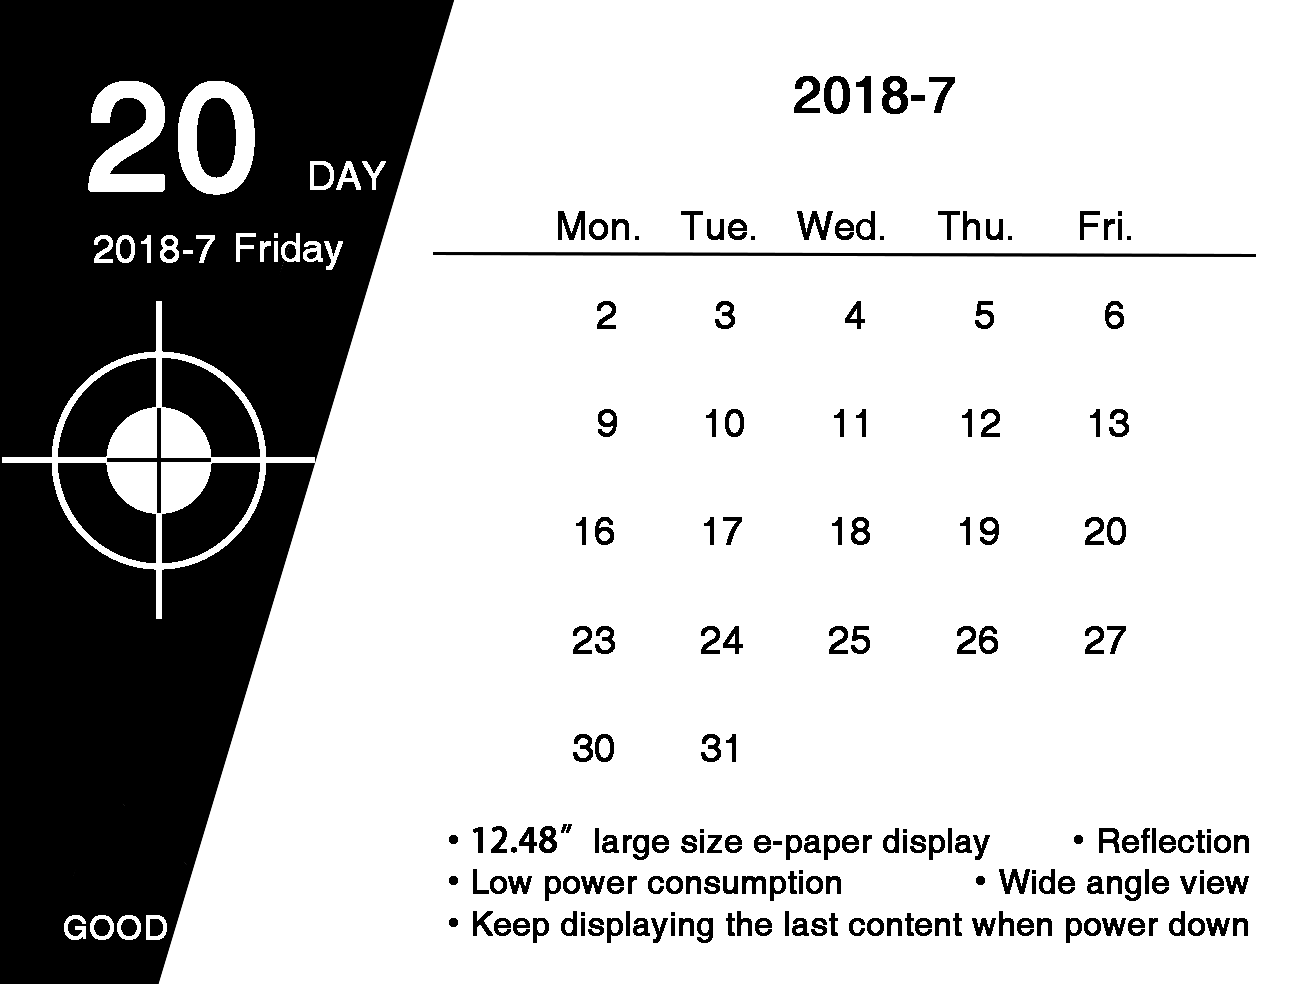 20 DAY
2018-7 Friday
GOOD
2018-7
Mon. Tue. Wed. Thu. Fri.
2 3 4 5 6
9 10 11 12 13
16 17 18 19 20
23 24 25 26 27
30 31
• 12.48″ large size e-paper display • Reflection
• Low power consumption • Wide angle view
• Keep displaying the last content when power down